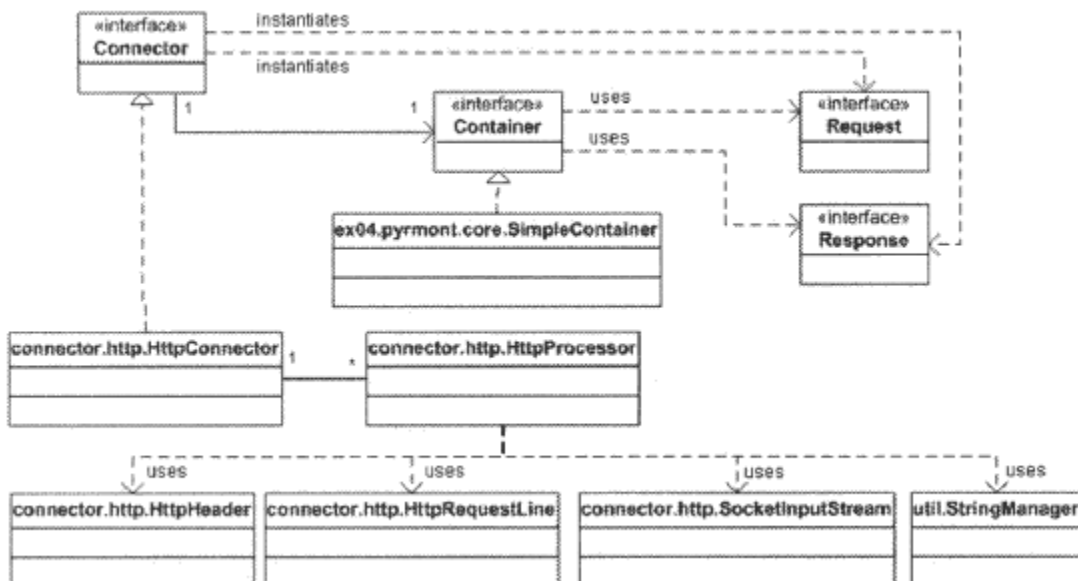 «interface»
Connector
instantiates
instantiates
1
1
«interface»
Container
uses
uses
«interface»
Request
«interface»
Response
ex04.pyrmont.core.SimpleContainer
connector.http.HttpConnector
1
*
connector.http.HttpProcessor
uses
uses
uses
uses
connector.http.HttpHeader
connector.http.HttpRequestLine
connector.http.SocketInputStream
util.StringManager